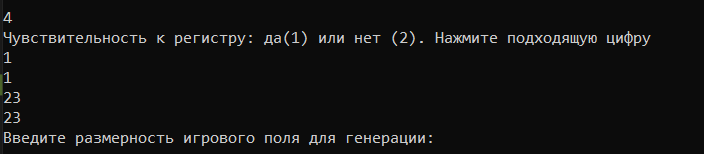 4
Чувствительность к регистру: да(1) или нет (2). Нажмите подходящую цифру
1
1
23
23
Введите размерность игрового поля для генерации: